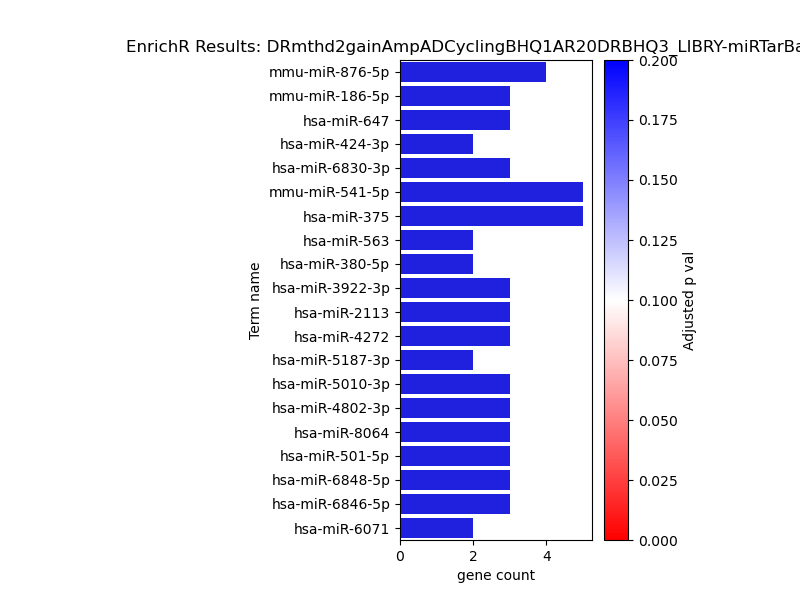 EnrichR Results: DRmthd2gainAmpADCyclingBHQ1AR20DRBHQ3_LIBRY-miRTarBa
mmu-miR-876-5p
mmu-miR-186-5p
hsa-miR-647
hsa-miR-424-3p
hsa-miR-6830-3p
mmu-miR-541-5p
hsa-miR-375
hsa-miR-563
hsa-miR-380-5p
hsa-miR-3922-3p
hsa-miR-2113
hsa-miR-4272
hsa-miR-5187-3p
hsa-miR-5010-3p
hsa-miR-4802-3p
hsa-miR-8064
hsa-miR-501-5p
hsa-miR-6848-5p
hsa-miR-6846-5p
hsa-miR-6071
Term name
0 2 4
gene count
0.200
0.175
0.150
0.125
0.100
0.075
0.050
0.025
0.000
Adjusted p val